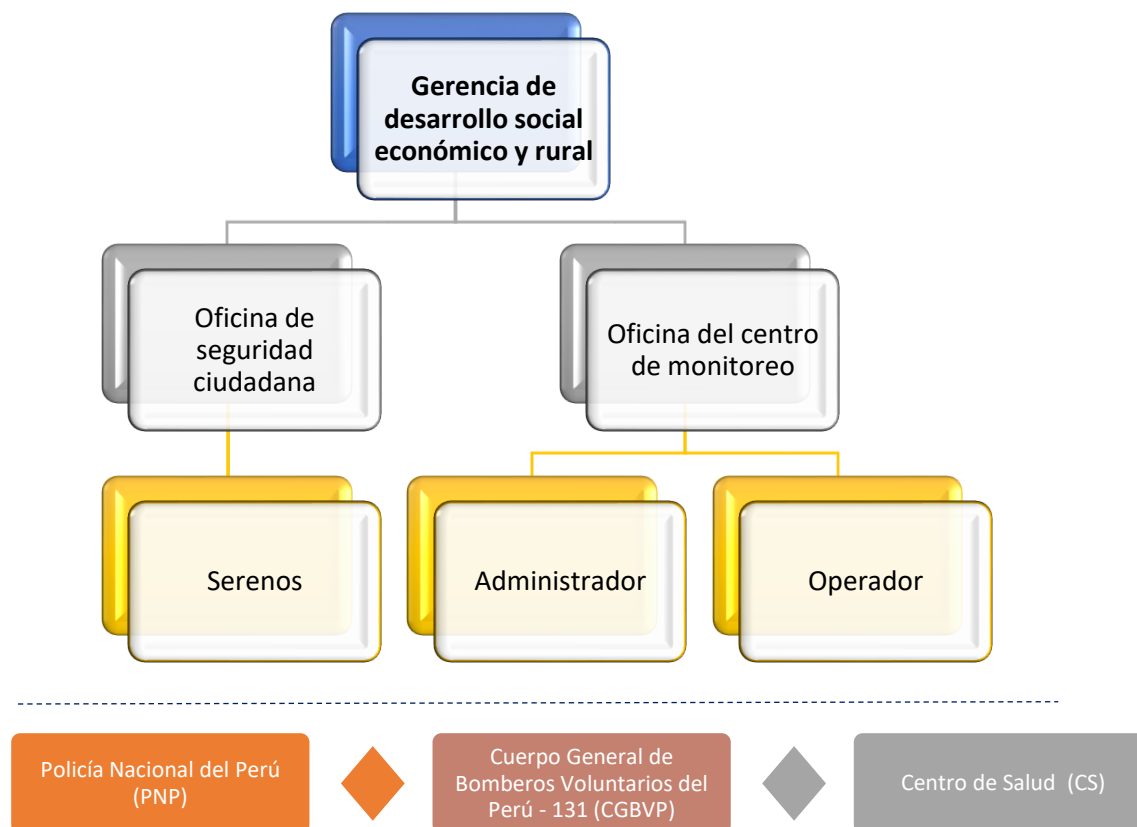 Gerencia de
desarrollo social
económico y rural
Oficina de
seguridad
ciudadana
Oficina del centro
de monitoreo
Serenos
Administrador
Operador
Policía Nacional del Perú
(PNP)
Cuerpo General de
Bomberos Voluntarios del
Perú - 131 (CGBVP)
Centro de Salud (CS)